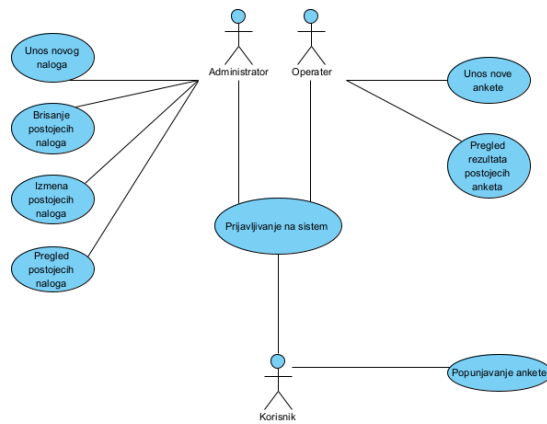 Unos novog
naloga
Brisanje
postojecih
naloga
Izmena
postojecih
naloga
Pregled
postojecih
naloga
Administrator
Operater
Unos nove
ankete
Pregled
rezultata
postojecih
anketa
Prijavljivanje na sistem
Korisnik
Popunjavanje ankete